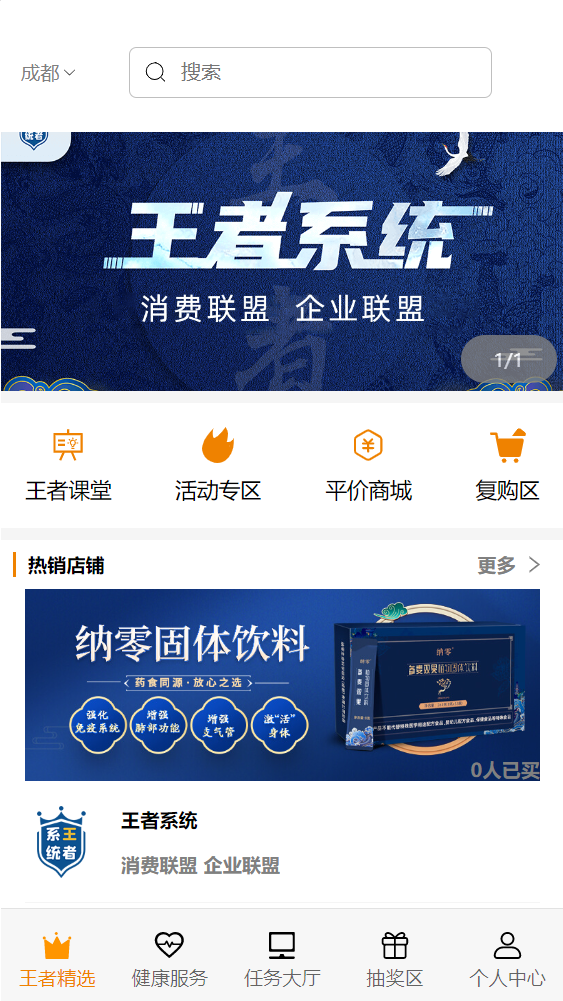 成都
搜索
统者
王者系统
消费联盟 企业联盟
1/1
王者课堂 活动专区 平价商城 复购区
热销店铺 更多
纳零固体饮料
药食同源·放心之选
强化 增强 增强 激“活”
免疫系统 肺部功能 支气管 身体
纳零
0人已买
系王
统者
王者系统
消费联盟 企业联盟
王者精选 健康服务 任务大厅 抽奖区 个人中心